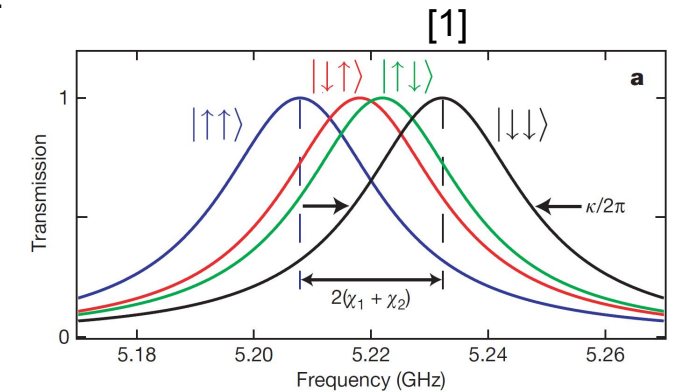 [1]
|↓↑⟩ |↑↓⟩ a
|↑↑⟩ |↓↓⟩
1
κ/2π
2(χ₁ + χ₂)
0
Transmission
5.18 5.20 5.22 5.24 5.26
Frequency (GHz)